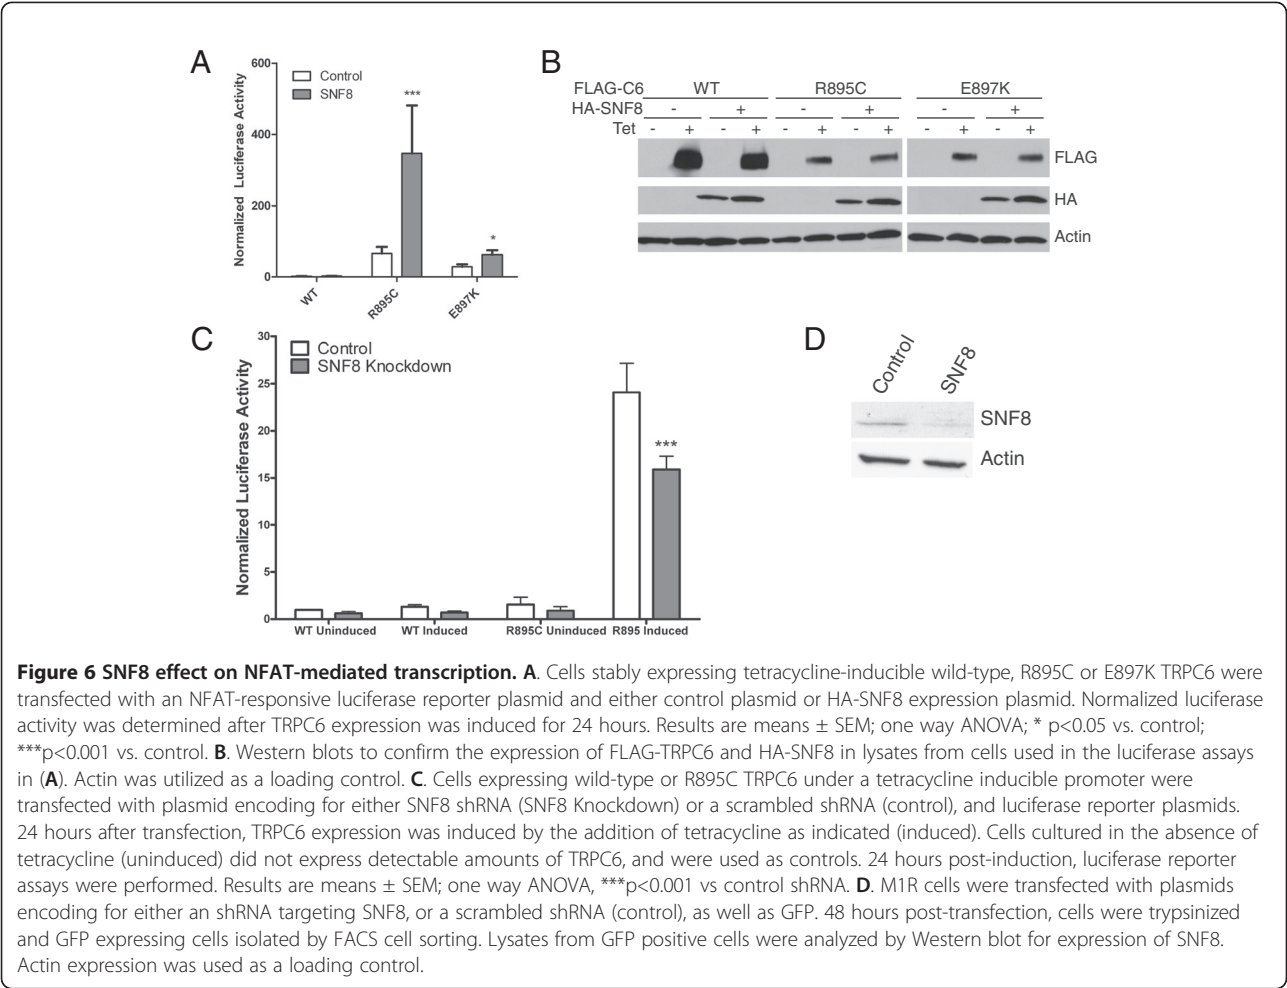 A
600
400
200
0
Normalized Luciferase Activity
Control
SNF8
***
*
WT
R895C
E897K
B
FLAG-C6 WT R895C E897K
HA-SNF8 - + - + - +
Tet - + - + - + - + - + - +
FLAG
HA
Actin
C
30
25
20
15
10
5
0
Normalized Luciferase Activity
Control
SNF8 Knockdown
***
WT Uninduced WT Induced R895C Uninduced R895 Induced
D
Control SNF8
SNF8
Actin
Figure 6 SNF8 effect on NFAT-mediated transcription. A. Cells stably expressing tetracycline-inducible wild-type, R895C or E897K TRPC6 were
transfected with an NFAT-responsive luciferase reporter plasmid and either control plasmid or HA-SNF8 expression plasmid. Normalized luciferase
activity was determined after TRPC6 expression was induced for 24 hours. Results are means ± SEM; one way ANOVA; * p<0.05 vs. control;
***p<0.001 vs. control. B. Western blots to confirm the expression of FLAG-TRPC6 and HA-SNF8 in lysates from cells used in the luciferase assays
in (A). Actin was utilized as a loading control. C. Cells expressing wild-type or R895C TRPC6 under a tetracycline inducible promoter were
transfected with plasmid encoding for either SNF8 shRNA (SNF8 Knockdown) or a scrambled shRNA (control), and luciferase reporter plasmids.
24 hours after transfection, TRPC6 expression was induced by the addition of tetracycline as indicated (induced). Cells cultured in the absence of
tetracycline (uninduced) did not express detectable amounts of TRPC6, and were used as controls. 24 hours post-induction, luciferase reporter
assays were performed. Results are means ± SEM; one way ANOVA, ***p<0.001 vs control shRNA. D. M1R cells were transfected with plasmids
encoding for either an shRNA targeting SNF8, or a scrambled shRNA (control), as well as GFP. 48 hours post-transfection, cells were trypsinized
and GFP expressing cells isolated by FACS cell sorting. Lysates from GFP positive cells were analyzed by Western blot for expression of SNF8.
Actin expression was used as a loading control.